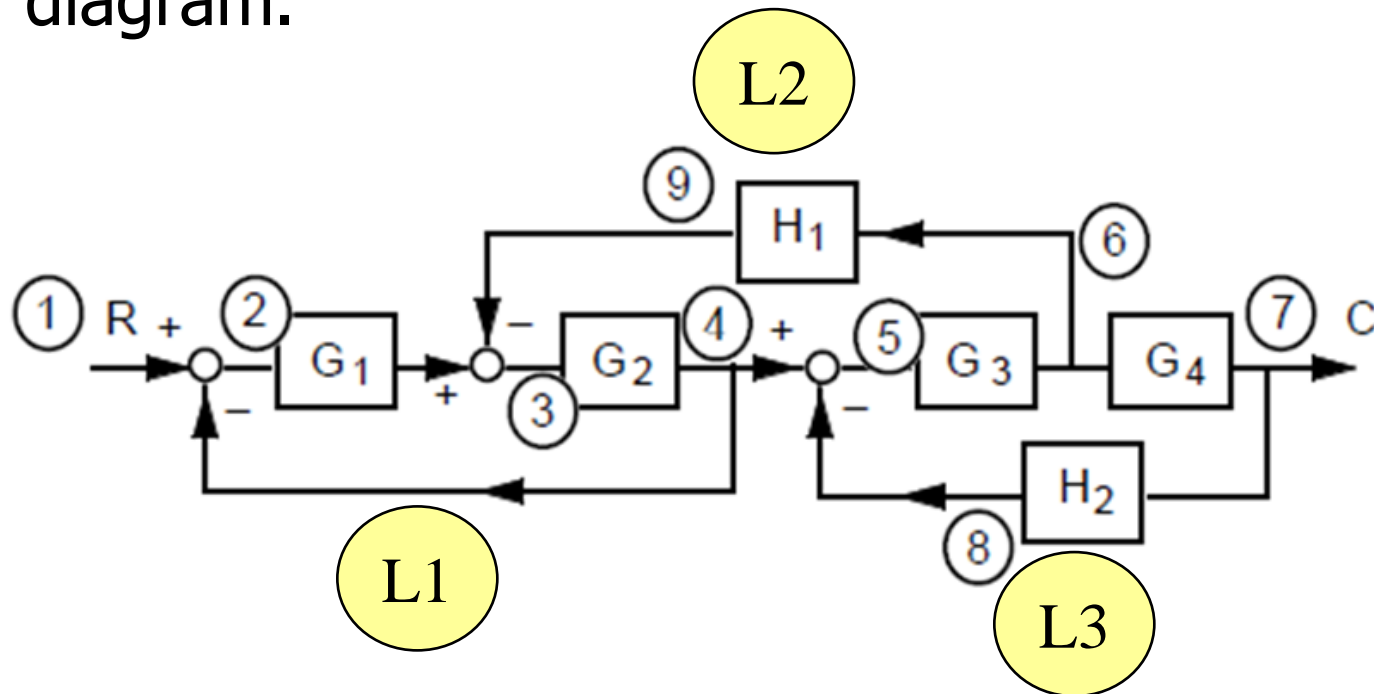 diagram.
L2
9
H1
6
1 R + 2 G1 + − 3 G2 4 + 5 G3 G4 7 C
− −
H2
8
L1
L3